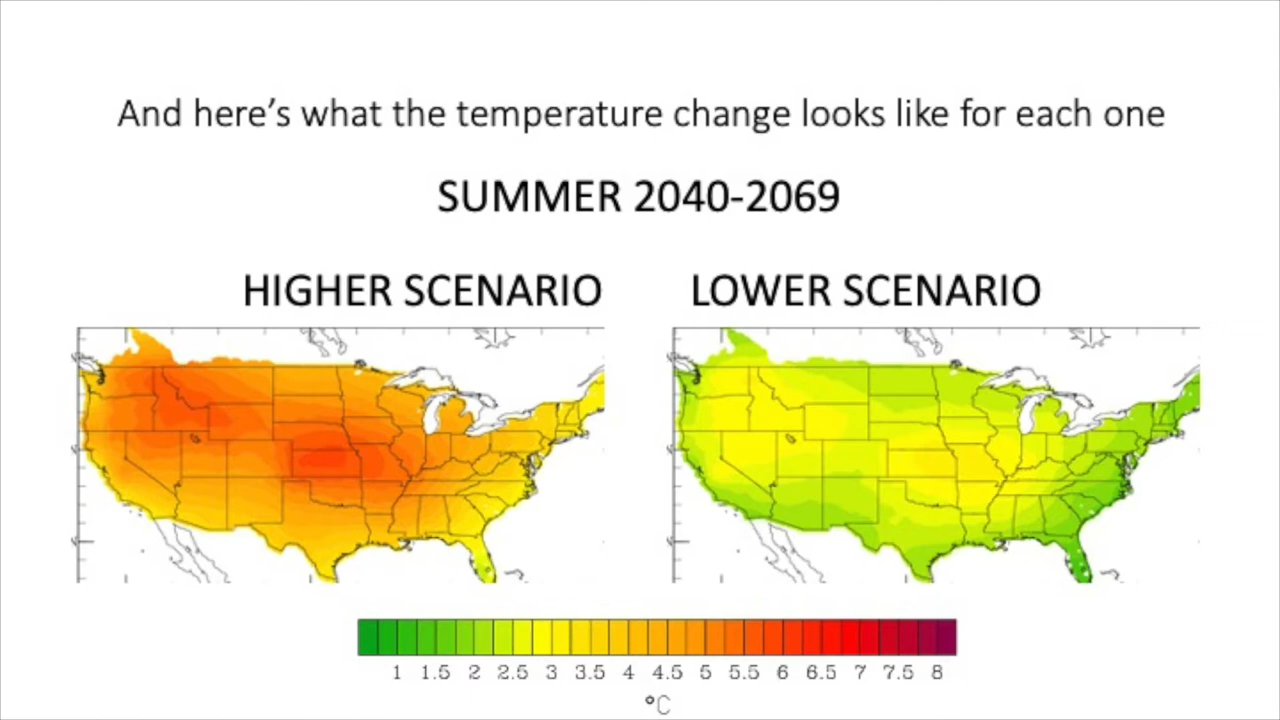 And here’s what the temperature change looks like for each one
SUMMER 2040-2069
HIGHER SCENARIO LOWER SCENARIO
1 1.5 2 2.5 3 3.5 4 4.5 5 5.5 6 6.5 7 7.5 8
°C